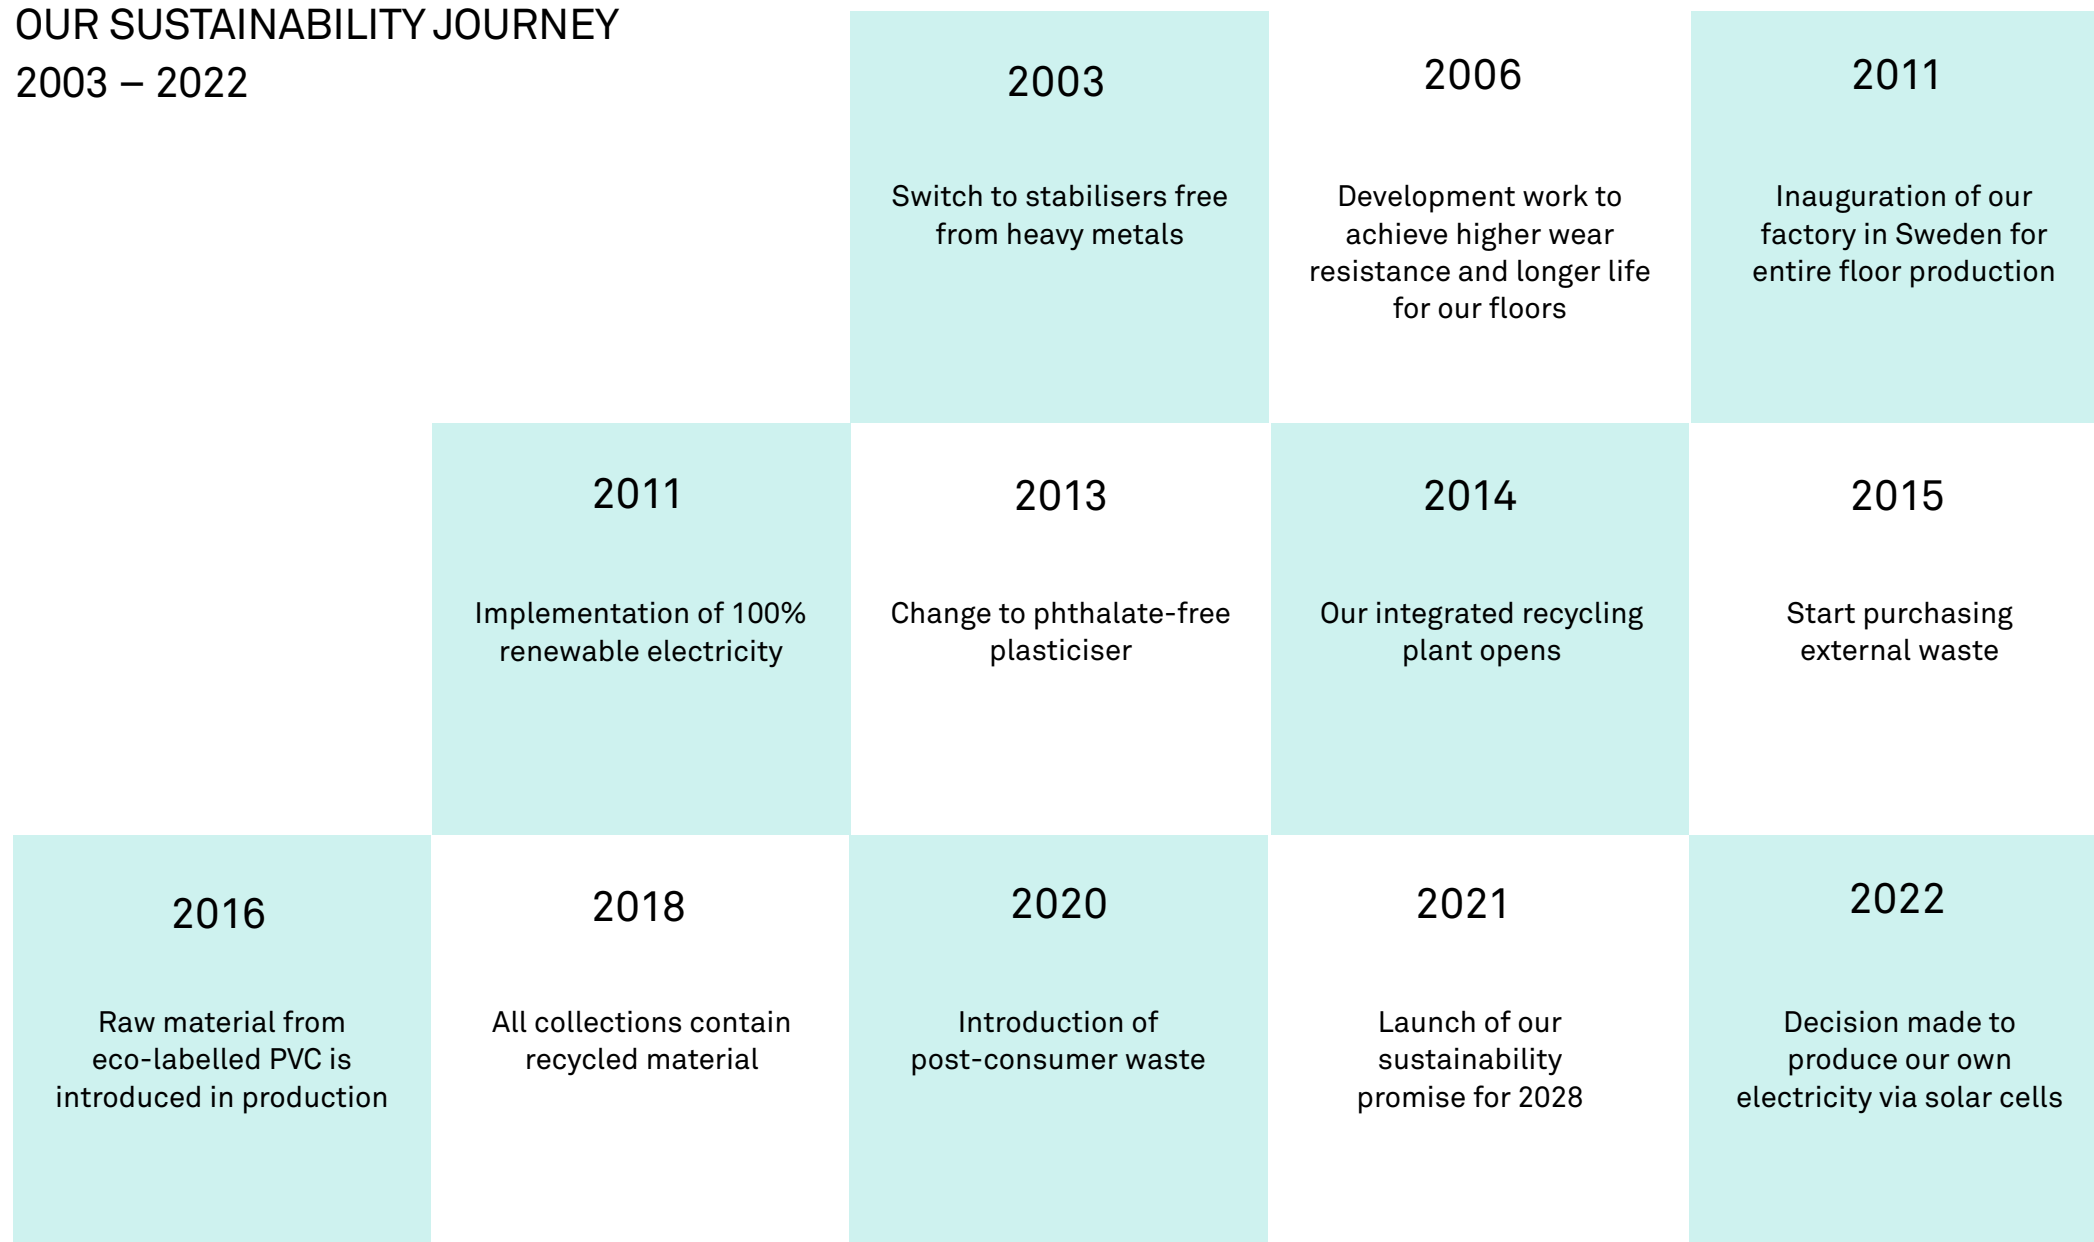 OUR SUSTAINABILITY JOURNEY
2003 – 2022
2003
Switch to stabilisers free
from heavy metals
2006
Development work to
achieve higher wear
resistance and longer life
for our floors
2011
Inauguration of our
factory in Sweden for
entire floor production
2011
Implementation of 100%
renewable electricity
2013
Change to phthalate-free
plasticiser
2014
Our integrated recycling
plant opens
2015
Start purchasing
external waste
2016
Raw material from
eco-labelled PVC is
introduced in production
2018
All collections contain
recycled material
2020
Introduction of
post-consumer waste
2021
Launch of our
sustainability
promise for 2028
2022
Decision made to
produce our own
electricity via solar cells